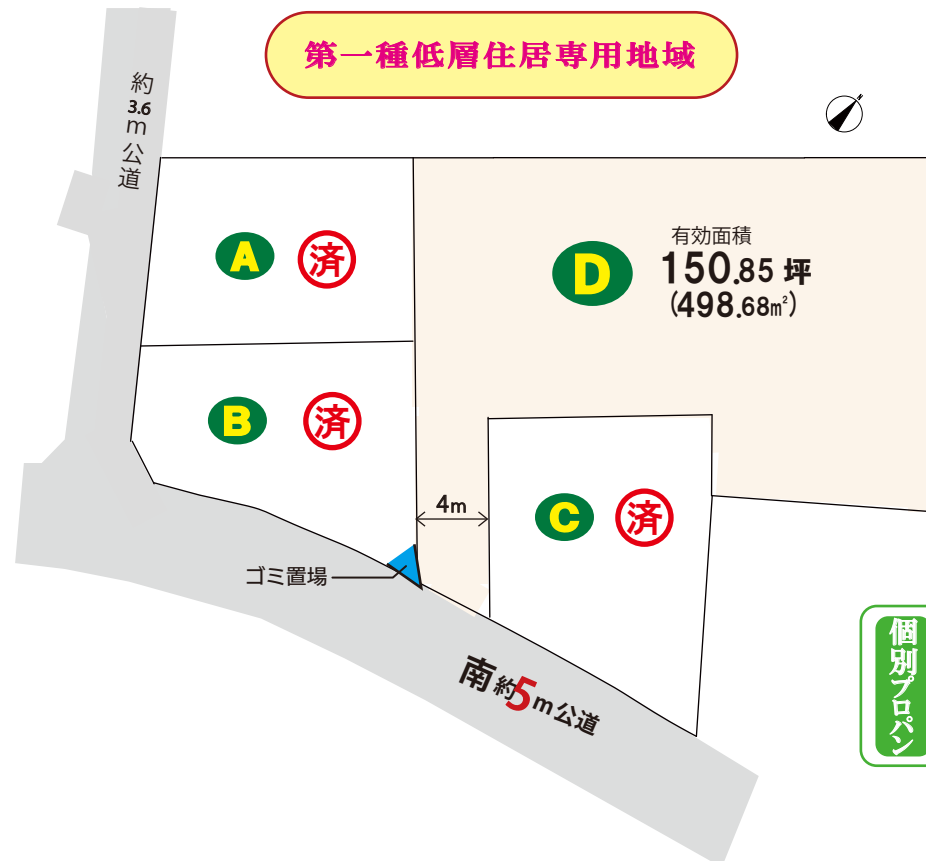 第一種低層住居専用地域
約
3.6
m
公道
N
A 済
D
有効面積
150.85 坪
(498.68m²)
B 済
4m
C 済
ゴミ置場
南約5m公道
個別プロパン